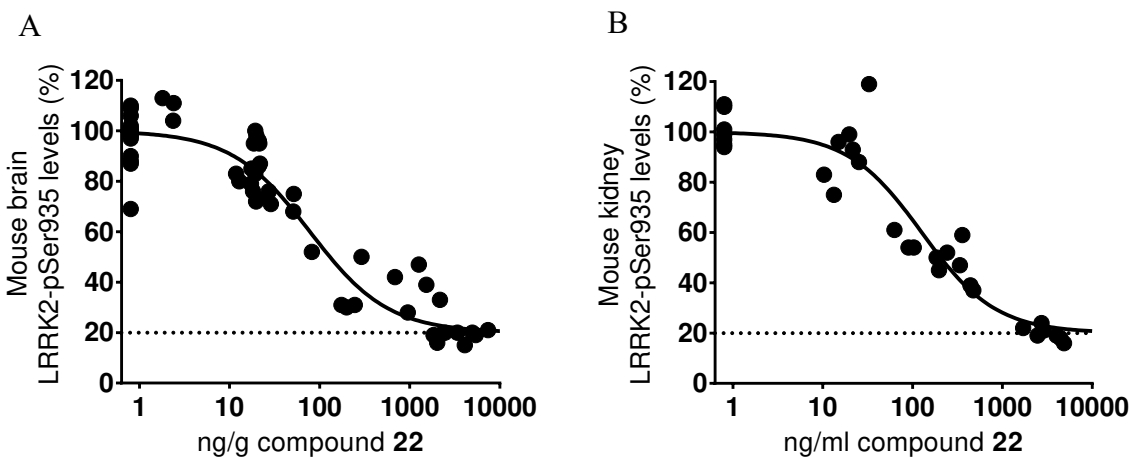 A
Mouse brain
LRRK2-pSer935 levels (%)
120
100
80
60
40
20
0
1 10 100 1000 10000
ng/g compound 22
B
Mouse kidney
LRRK2-pSer935 levels (%)
120
100
80
60
40
20
0
1 10 100 1000 10000
ng/ml compound 22